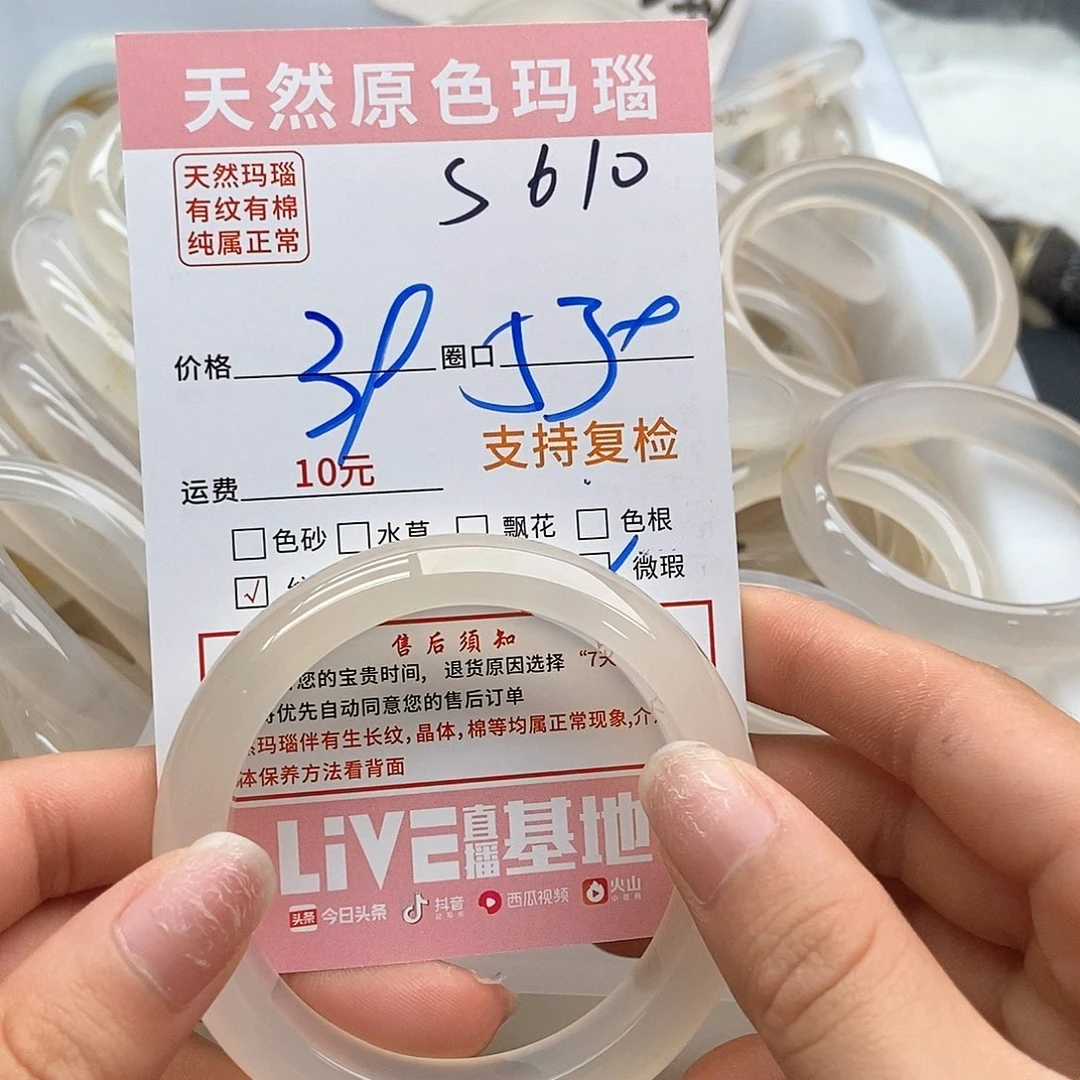 天然原色玛瑙
S 610
天然玛瑙
有纹有棉
纯属正常
价格 39 圈口 53+
支持复检
运费 10元
色砂 水草 飘花 色根
√ 微瑕
售后须知
您的宝贵时间, 退货原因选择 “7天
优先自动同意您的售后订单
玛瑙伴有生长纹,晶体,棉等均属正常现象,介
体保养方法看背面
LiVE直播基地
头条 今日头条 抖音 西瓜视频 火山